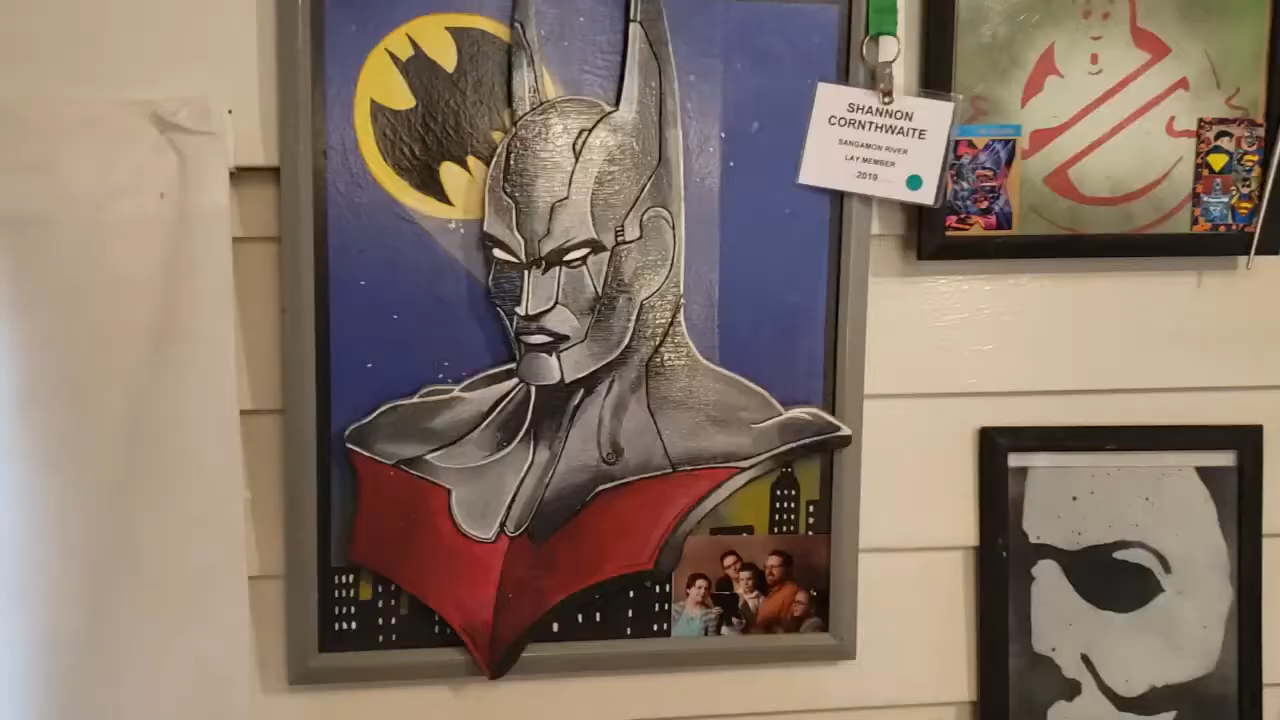 SHANNON
CORNTHWAITE
SANGAMON RIVER
LAY MEMBER
2019